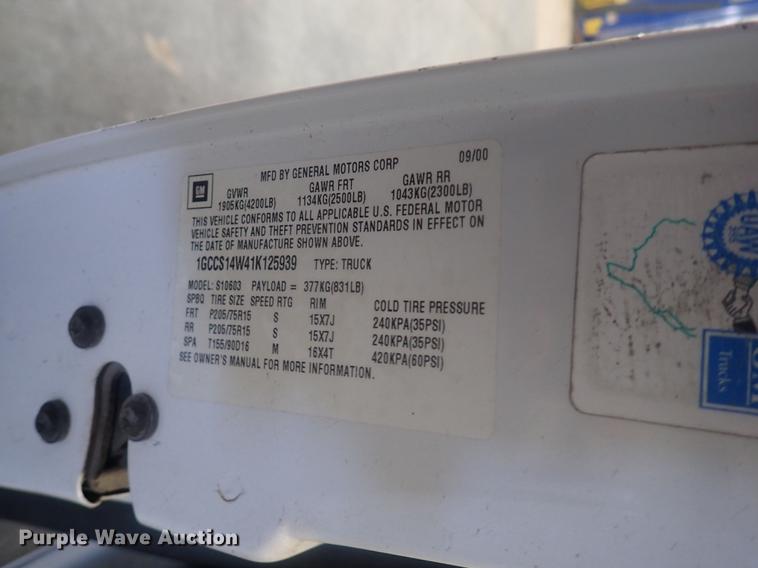 MFD BY GENERAL MOTORS CORP 09/00
GM
GVWR GAWR FRT GAWR RR
1905KG(4200LB) 1134KG(2500LB) 1043KG(2300LB)
THIS VEHICLE CONFORMS TO ALL APPLICABLE U.S. FEDERAL MOTOR
VEHICLE SAFETY AND THEFT PREVENTION STANDARDS IN EFFECT ON
THE DATE OF MANUFACTURE SHOWN ABOVE.
1GCCS14W41K125939 TYPE: TRUCK
MODEL: S10603 PAYLOAD = 377KG(831LB)
SPBQ TIRE SIZE SPEED RTG RIM COLD TIRE PRESSURE
FRT P205/75R15 S 15X7J 240KPA(35PSI)
RR P205/75R15 S 15X7J 240KPA(35PSI)
SPA T155/90D16 M 16X4T 420KPA(60PSI)
SEE OWNER'S MANUAL FOR MORE INFORMATION.
UAW
Trucks
Purple Wave Auction